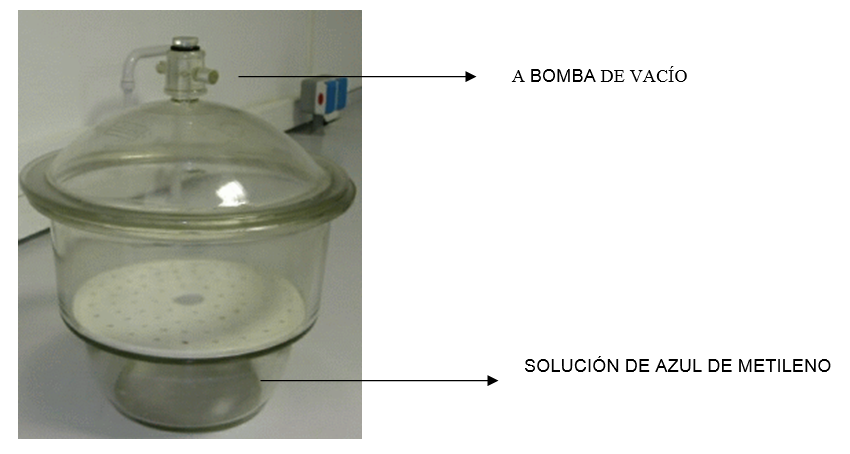 A BOMBA DE VACÍO
SOLUCIÓN DE AZUL DE METILENO